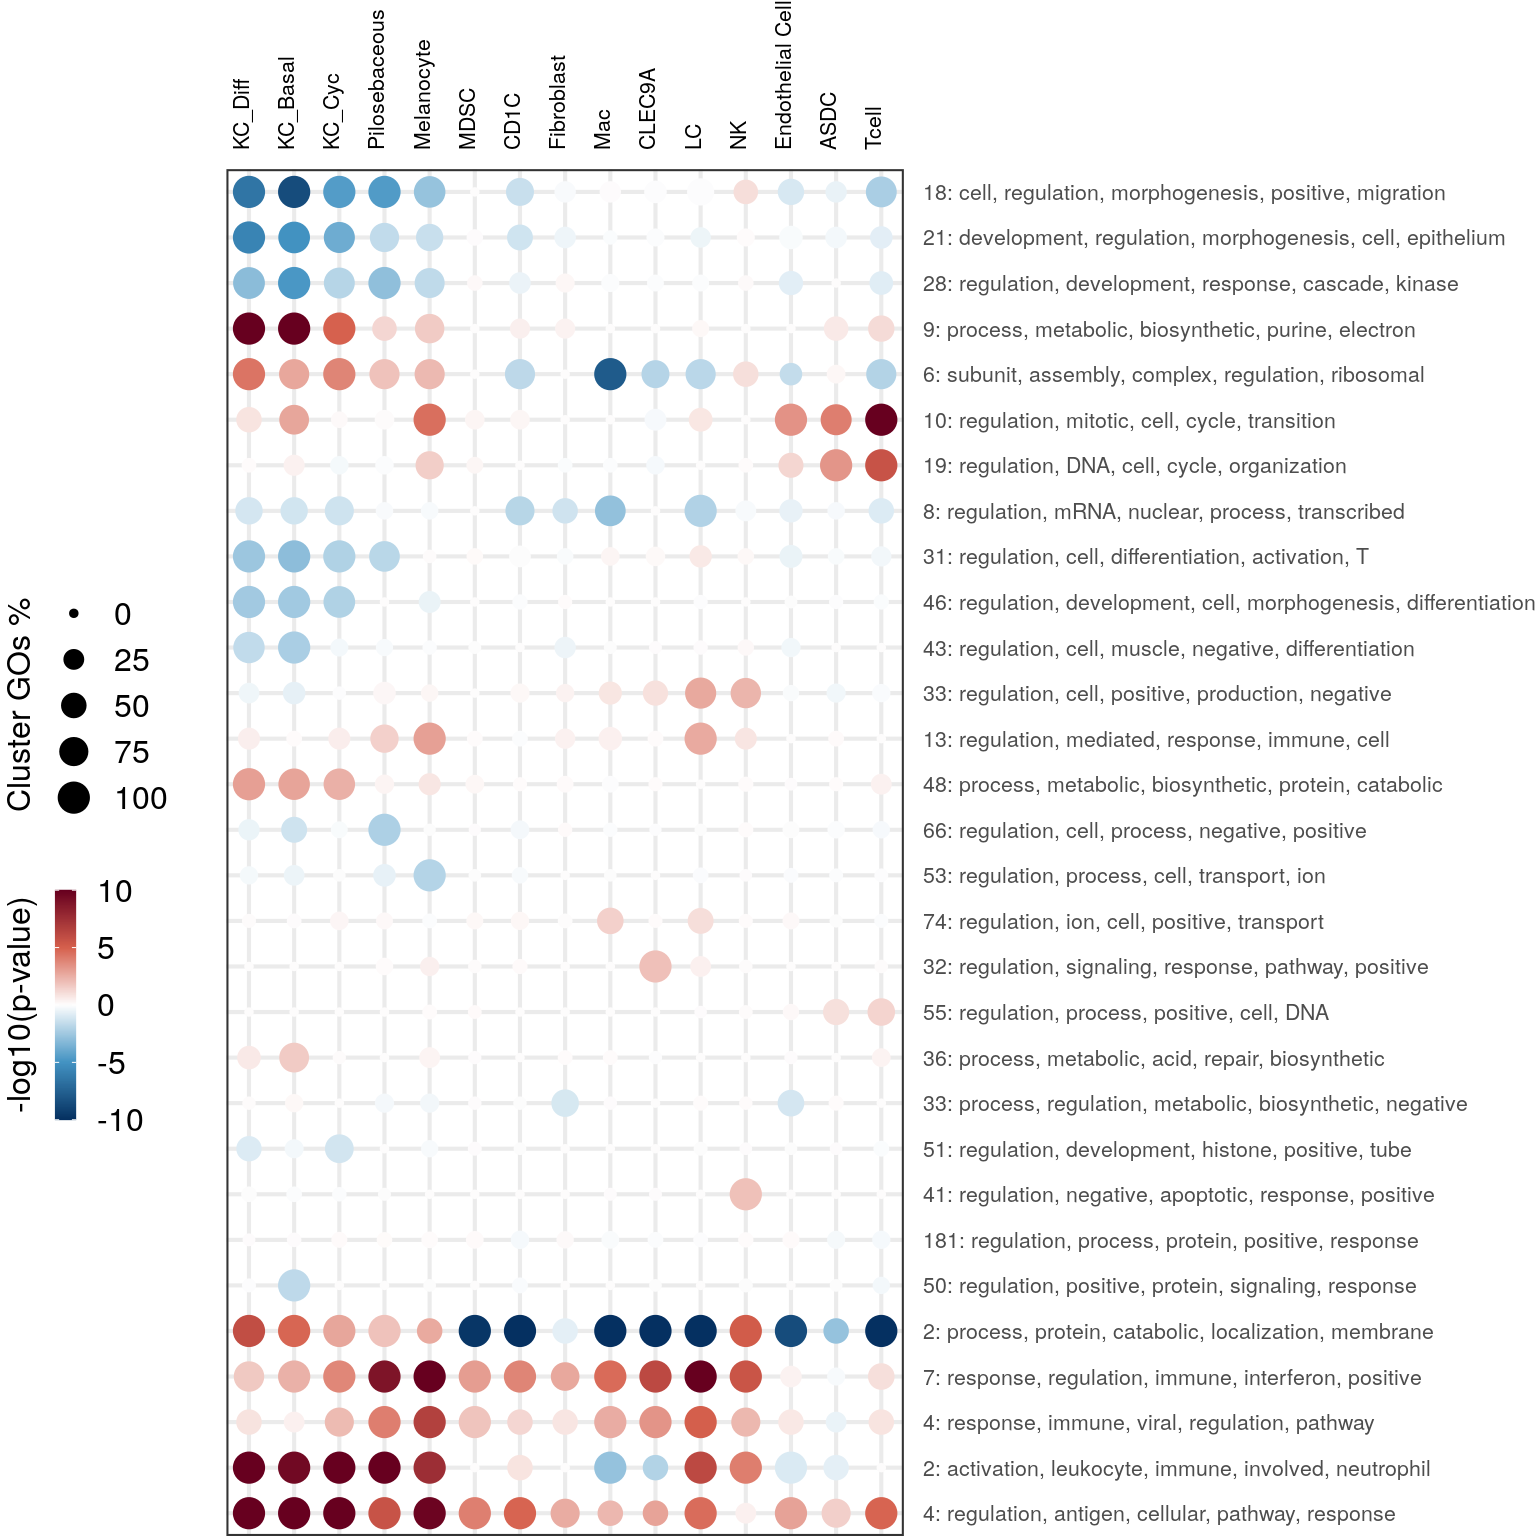 KC_Diff
KC_Basal
KC_Cyc
Pilosebaceous
Melanocyte
MDSC
CD1C
Fibroblast
Mac
CLEC9A
LC
NK
Endothelial Cell
ASDC
Tcell
18: cell, regulation, morphogenesis, positive, migration
21: development, regulation, morphogenesis, cell, epithelium
28: regulation, development, response, cascade, kinase
9: process, metabolic, biosynthetic, purine, electron
6: subunit, assembly, complex, regulation, ribosomal
10: regulation, mitotic, cell, cycle, transition
19: regulation, DNA, cell, cycle, organization
8: regulation, mRNA, nuclear, process, transcribed
31: regulation, cell, differentiation, activation, T
46: regulation, development, cell, morphogenesis, differentiation
43: regulation, cell, muscle, negative, differentiation
33: regulation, cell, positive, production, negative
13: regulation, mediated, response, immune, cell
48: process, metabolic, biosynthetic, protein, catabolic
66: regulation, cell, process, negative, positive
53: regulation, process, cell, transport, ion
74: regulation, ion, cell, positive, transport
32: regulation, signaling, response, pathway, positive
55: regulation, process, positive, cell, DNA
36: process, metabolic, acid, repair, biosynthetic
33: process, regulation, metabolic, biosynthetic, negative
51: regulation, development, histone, positive, tube
41: regulation, negative, apoptotic, response, positive
181: regulation, process, protein, positive, response
50: regulation, positive, protein, signaling, response
2: process, protein, catabolic, localization, membrane
7: response, regulation, immune, interferon, positive
4: response, immune, viral, regulation, pathway
2: activation, leukocyte, immune, involved, neutrophil
4: regulation, antigen, cellular, pathway, response
Cluster GOs %
0
25
50
75
100
-log10(p-value)
10
5
0
-5
-10